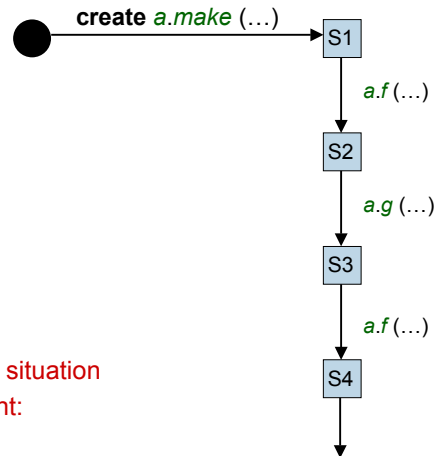 create a.make (…)
S1
a.f (…)
S2
a.g (…)
S3
a.f (…)
situation
S4
nt: